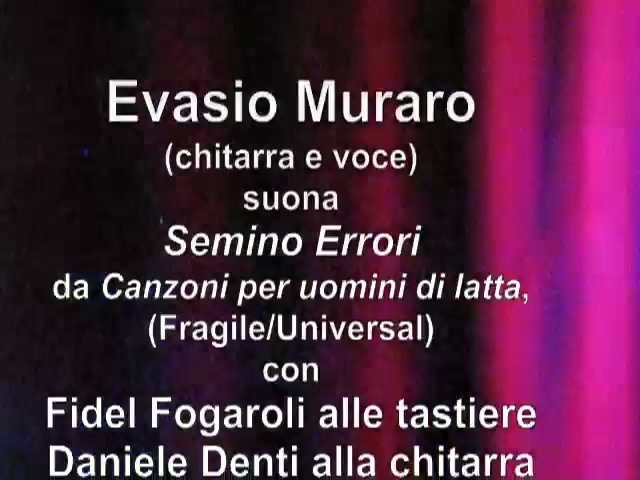 Evasio Muraro
(chitarra e voce)
suona
Semino Errori
da Canzoni per uomini di latta,
(Fragile/Universal)
con
Fidel Fogaroli alle tastiere
Daniele Denti alla chitarra